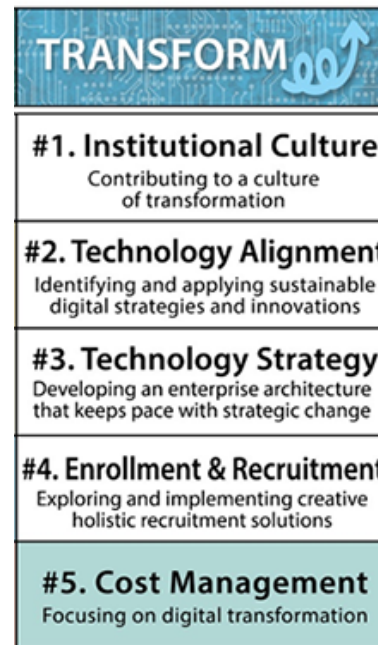 TRANSFORM
#1. Institutional Culture
Contributing to a culture
of transformation
#2. Technology Alignment
Identifying and applying sustainable
digital strategies and innovations
#3. Technology Strategy
Developing an enterprise architecture
that keeps pace with strategic change
#4. Enrollment & Recruitment
Exploring and implementing creative
holistic recruitment solutions
#5. Cost Management
Focusing on digital transformation